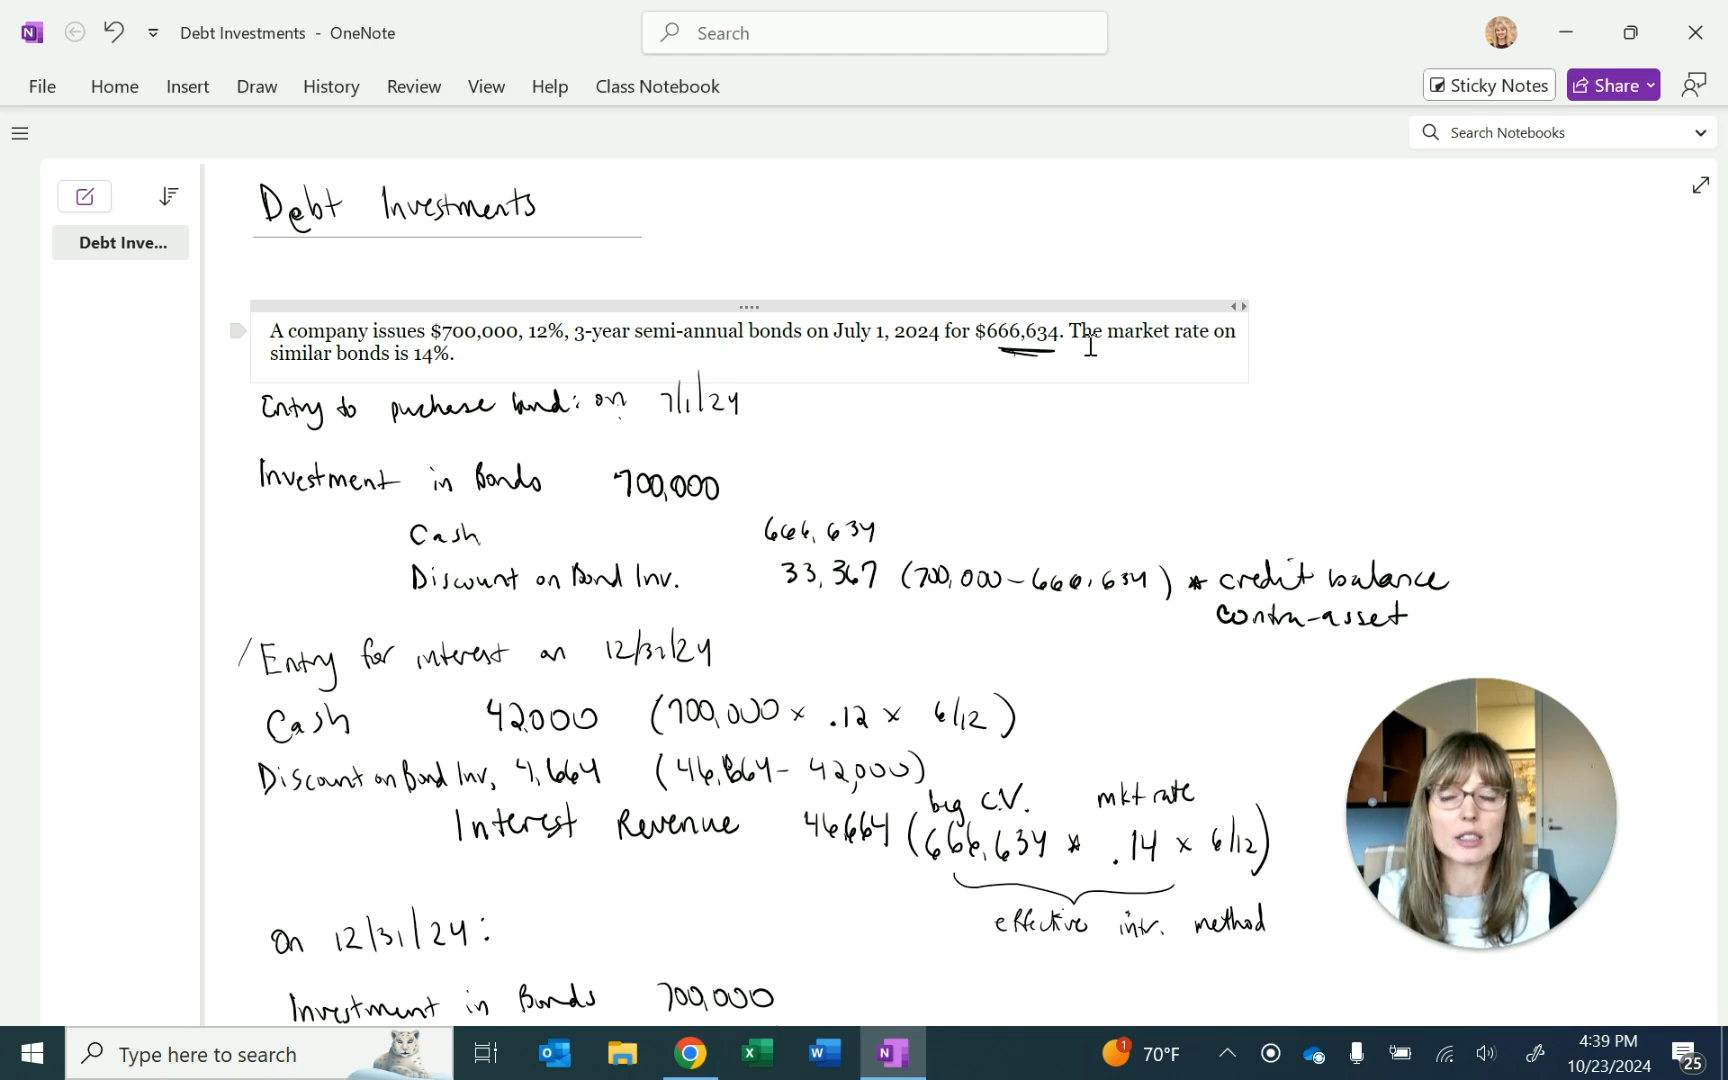 Debt Investments - OneNote
Search
File Home Insert Draw History Review View Help Class Notebook
Sticky Notes
Share
Search Notebooks
Debt Inve...
Debt Investments
A company issues $700,000, 12%, 3-year semi-annual bonds on July 1, 2024 for $666,634. The market rate on
similar bonds is 14%.
Entry to puchase bond: on 7/1/24
Investment in Bonds 700,000
Cash 666,634
Discount on Bond Inv. 33,367 (700,000 - 666,634) * credit balance
contra-asset
/Entry for interest on 12/31/24
Cash 42,000 (700,000 x .12 x 6/12)
Discount on Bond Inv, 4,664 (46,664 - 42,000)
beg C.V. mkt rate
Interest Revenue 46664 (666,634 * .14 x 6/12)
effective intr. method
On 12/31/24:
Investment in Bonds 700,000
Type here to search
1
70°F
4:39 PM
10/23/2024
25